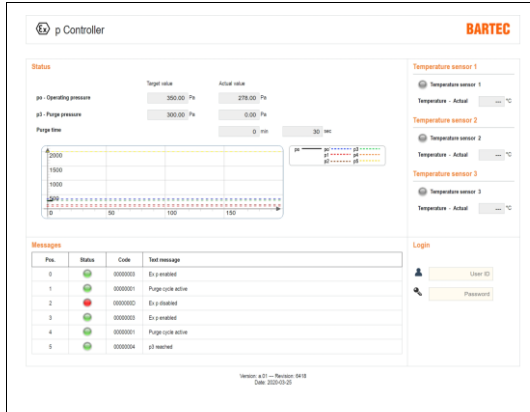 Ex p Controller
BARTEC
Status
Target value Actual value
po - Operating pressure 350.00 Pa 278.00 Pa
p3 - Purge pressure 300.00 Pa 0.00 Pa
Purge time 0 min 30 sec
2000
1500
1000
500
0 50 100 150
Temperature sensor 1
Temperature sensor 1
Temperature - Actual --- °C
Temperature sensor 2
Temperature sensor 2
Temperature - Actual --- °C
Temperature sensor 3
Temperature sensor 3
Temperature - Actual --- °C
Messages
Pos. Status Code Text message
0 Ex p enabled
1 00000001 Purge cycle active
2 Ex p disabled
3 00000003 Ex p enabled
4 00000001 Purge cycle active
5 00000004 p3 reached
Login
User ID
Password
Version: a.01 — Revision: 6418
Date: 2020-03-25